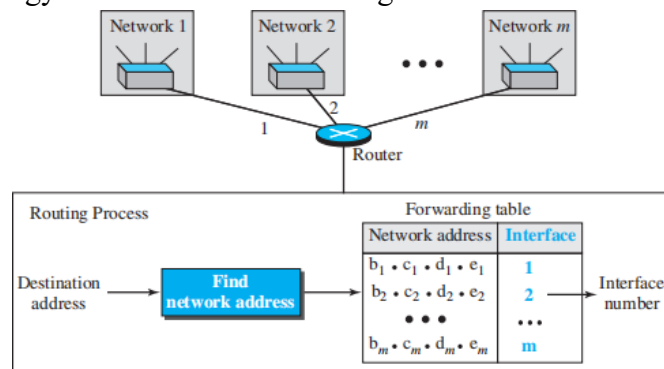 gy
Network 1
Network 2
• • •
Network m
1
2
m
Router
Routing Process
Forwarding table
Network address Interface
Destination
address
Find
network address
b₁ • c₁ • d₁ • e₁ 1
b₂ • c₂ • d₂ • e₂ 2
• • • •••
bₘ • cₘ • dₘ • eₘ m
Interface
number